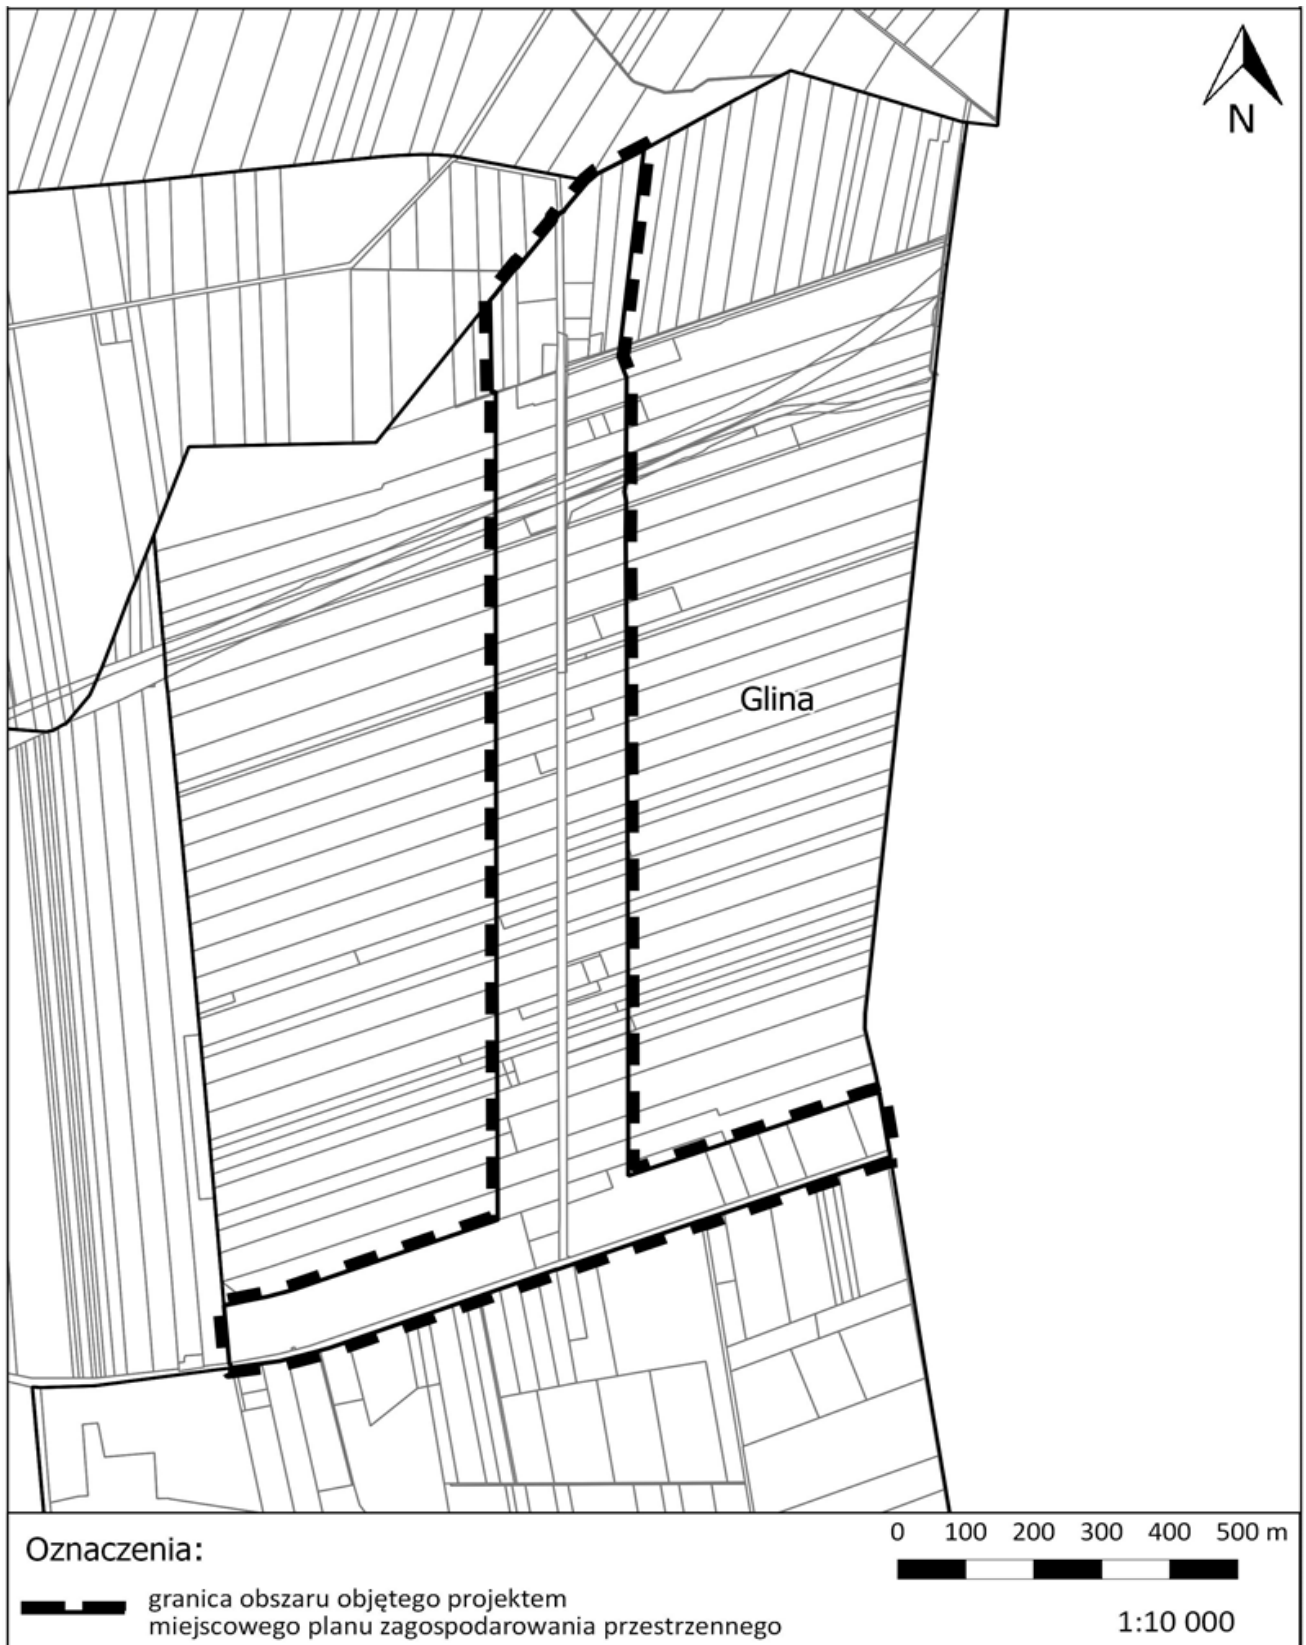 N
Glina
Oznaczenia:
granica obszaru objętego projektem
miejscowego planu zagospodarowania przestrzennego
0 100 200 300 400 500 m
1:10 000